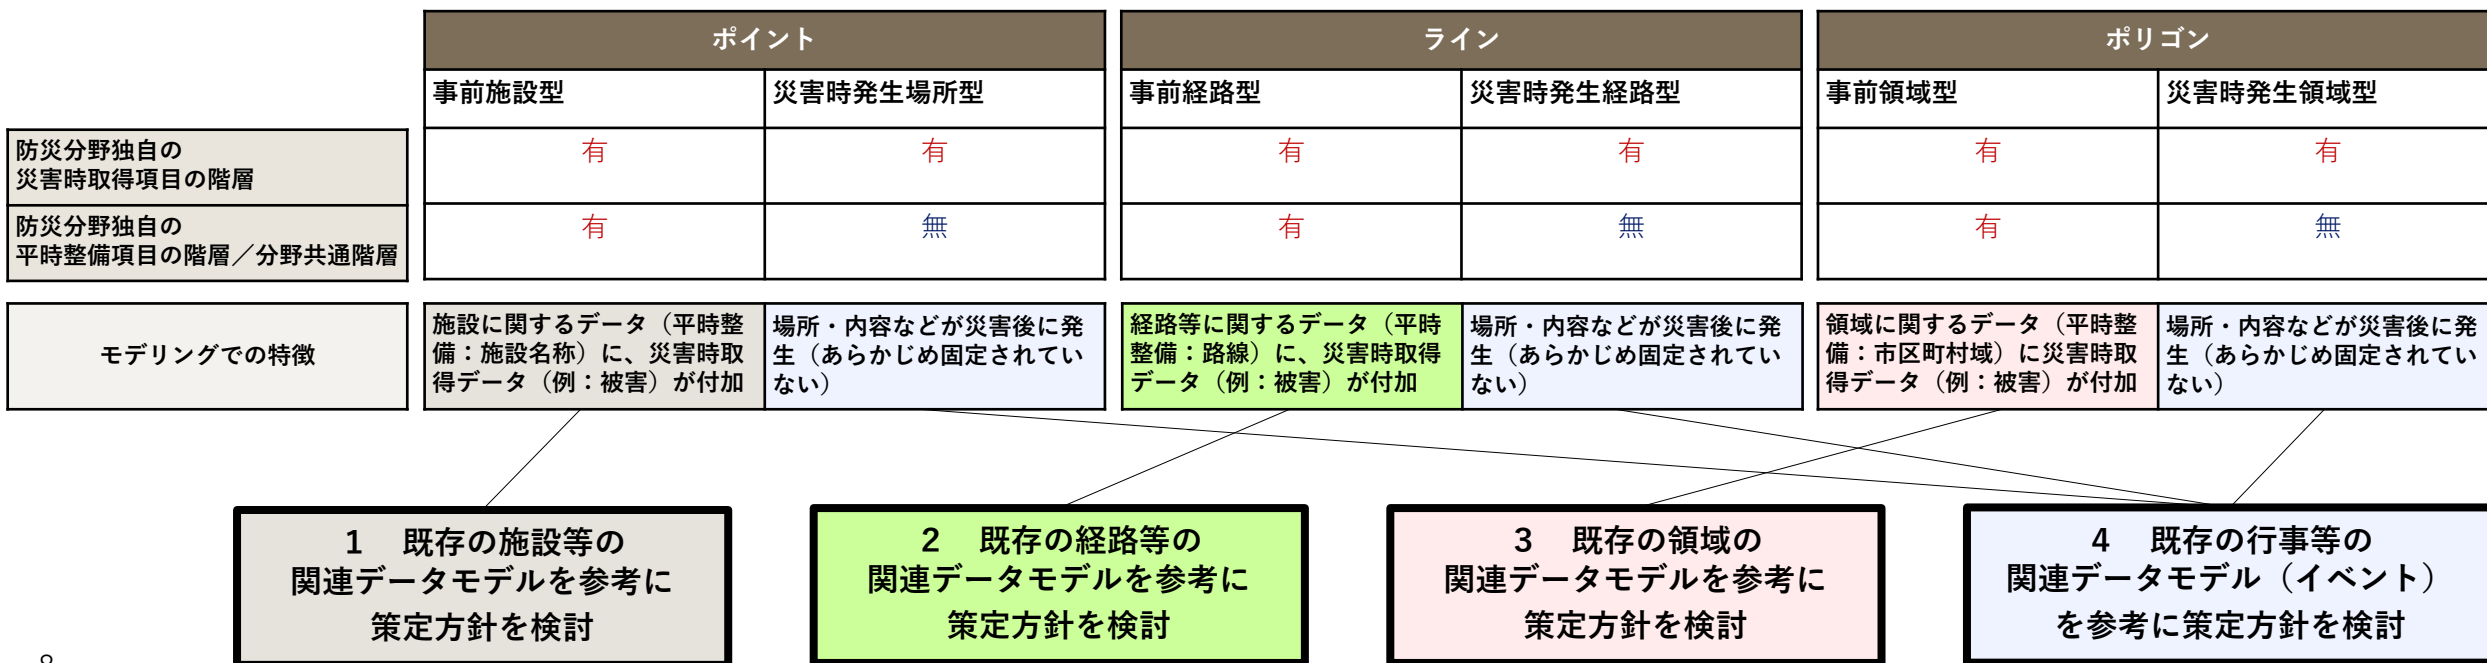 ポイント
ライン
ポリゴン
事前施設型
災害時発生場所型
事前経路型
災害時発生経路型
事前領域型
災害時発生領域型
防災分野独自の
災害時取得項目の階層
有
有
有
有
有
有
防災分野独自の
平時整備項目の階層／分野共通階層
有
無
有
無
有
無
モデリングでの特徴
施設に関するデータ（平時整
備：施設名称）に、災害時取
得データ（例：被害）が付加
場所・内容などが災害後に発
生（あらかじめ固定されてい
ない）
経路等に関するデータ（平時
整備：路線）に、災害時取得
データ（例：被害）が付加
場所・内容などが災害後に発
生（あらかじめ固定されてい
ない）
領域に関するデータ（平時整
備：市区町村域）に災害時取
得データ（例：被害）が付加
場所・内容などが災害後に発
生（あらかじめ固定されてい
ない）
1　既存の施設等の
関連データモデルを参考に
策定方針を検討
2　既存の経路等の
関連データモデルを参考に
策定方針を検討
3　既存の領域の
関連データモデルを参考に
策定方針を検討
4　既存の行事等の
関連データモデル（イベント）
を参考に策定方針を検討